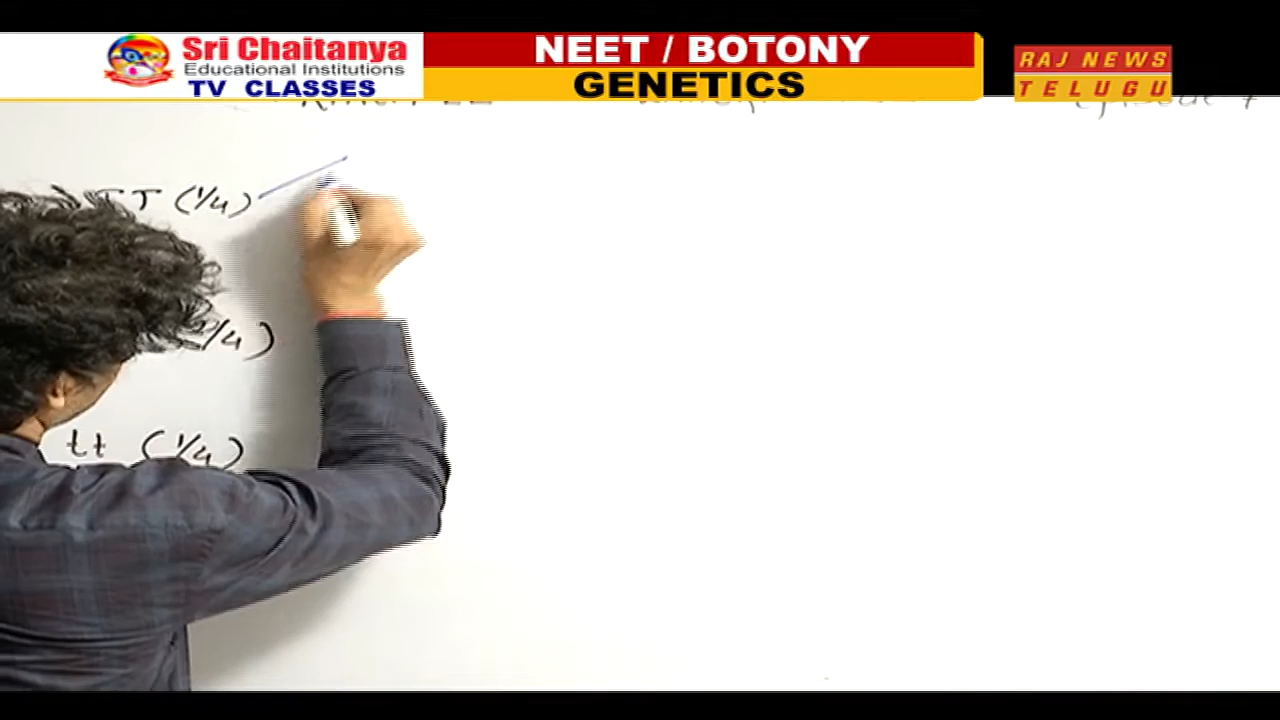 Sri Chaitanya
Educational Institutions
TV CLASSES
NEET / BOTONY
GENETICS
RAJ NEWS
TELUGU
TT (1/4)
/4)
tt (1/4)